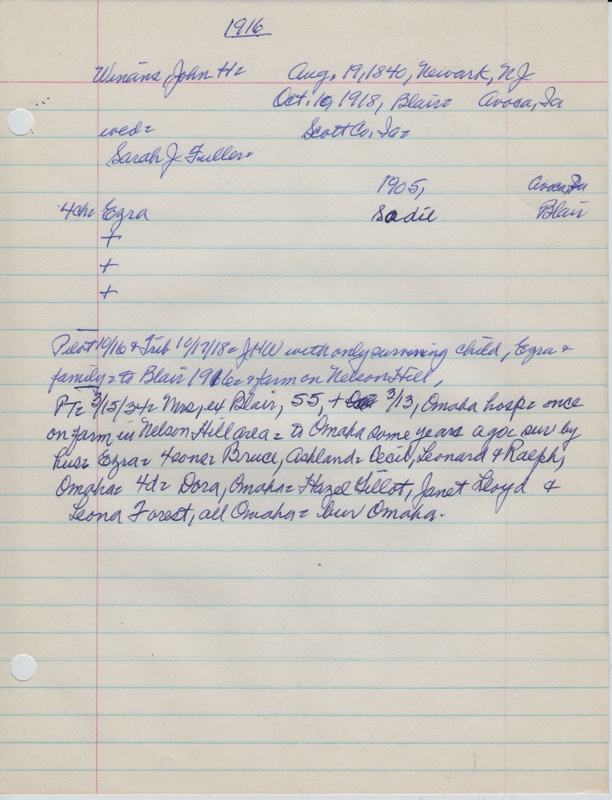 1916
Winans, John H= Aug. 19, 1840, Newark, NJ
Oct. 10, 1918, Blair= Avoca, Ia
wed= Scott Co., Ia=
Sarah J. Fuller=
1905, Avoca, Ia
4ch= Ezra Sadie Blair
+
+
+
Pilot 10/16 & Trib 10/17/18= JHW with only surviving child, Ezra &
family= to Blair 1916= & farm on Nelson Hill,
PT= 3/15/34= Mrs, ex Blair, 55, + 3/13, Omaha hosp= once
on farm in Nelson Hill area= to Omaha some years ago= sur by
hus= Ezra= 4sons= Bruce, Ashland= Cecil, Leonard & Ralph,
Omaha= 4d= Dora, Omaha= Hazel Gillot, Janet Lloyd &
Leona Forest, all Omaha= bur Omaha.